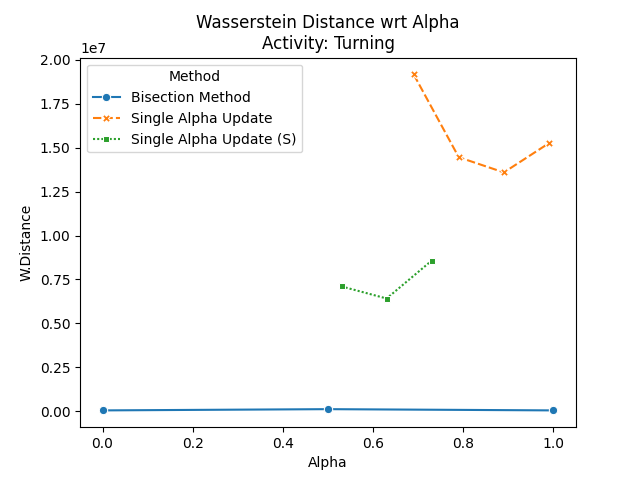 Wasserstein Distance wrt Alpha
Activity: Turning
1e7
Method
Bisection Method
Single Alpha Update
Single Alpha Update (S)
W.Distance
2.00
1.75
1.50
1.25
1.00
0.75
0.50
0.25
0.00
0.0 0.2 0.4 0.6 0.8 1.0
Alpha